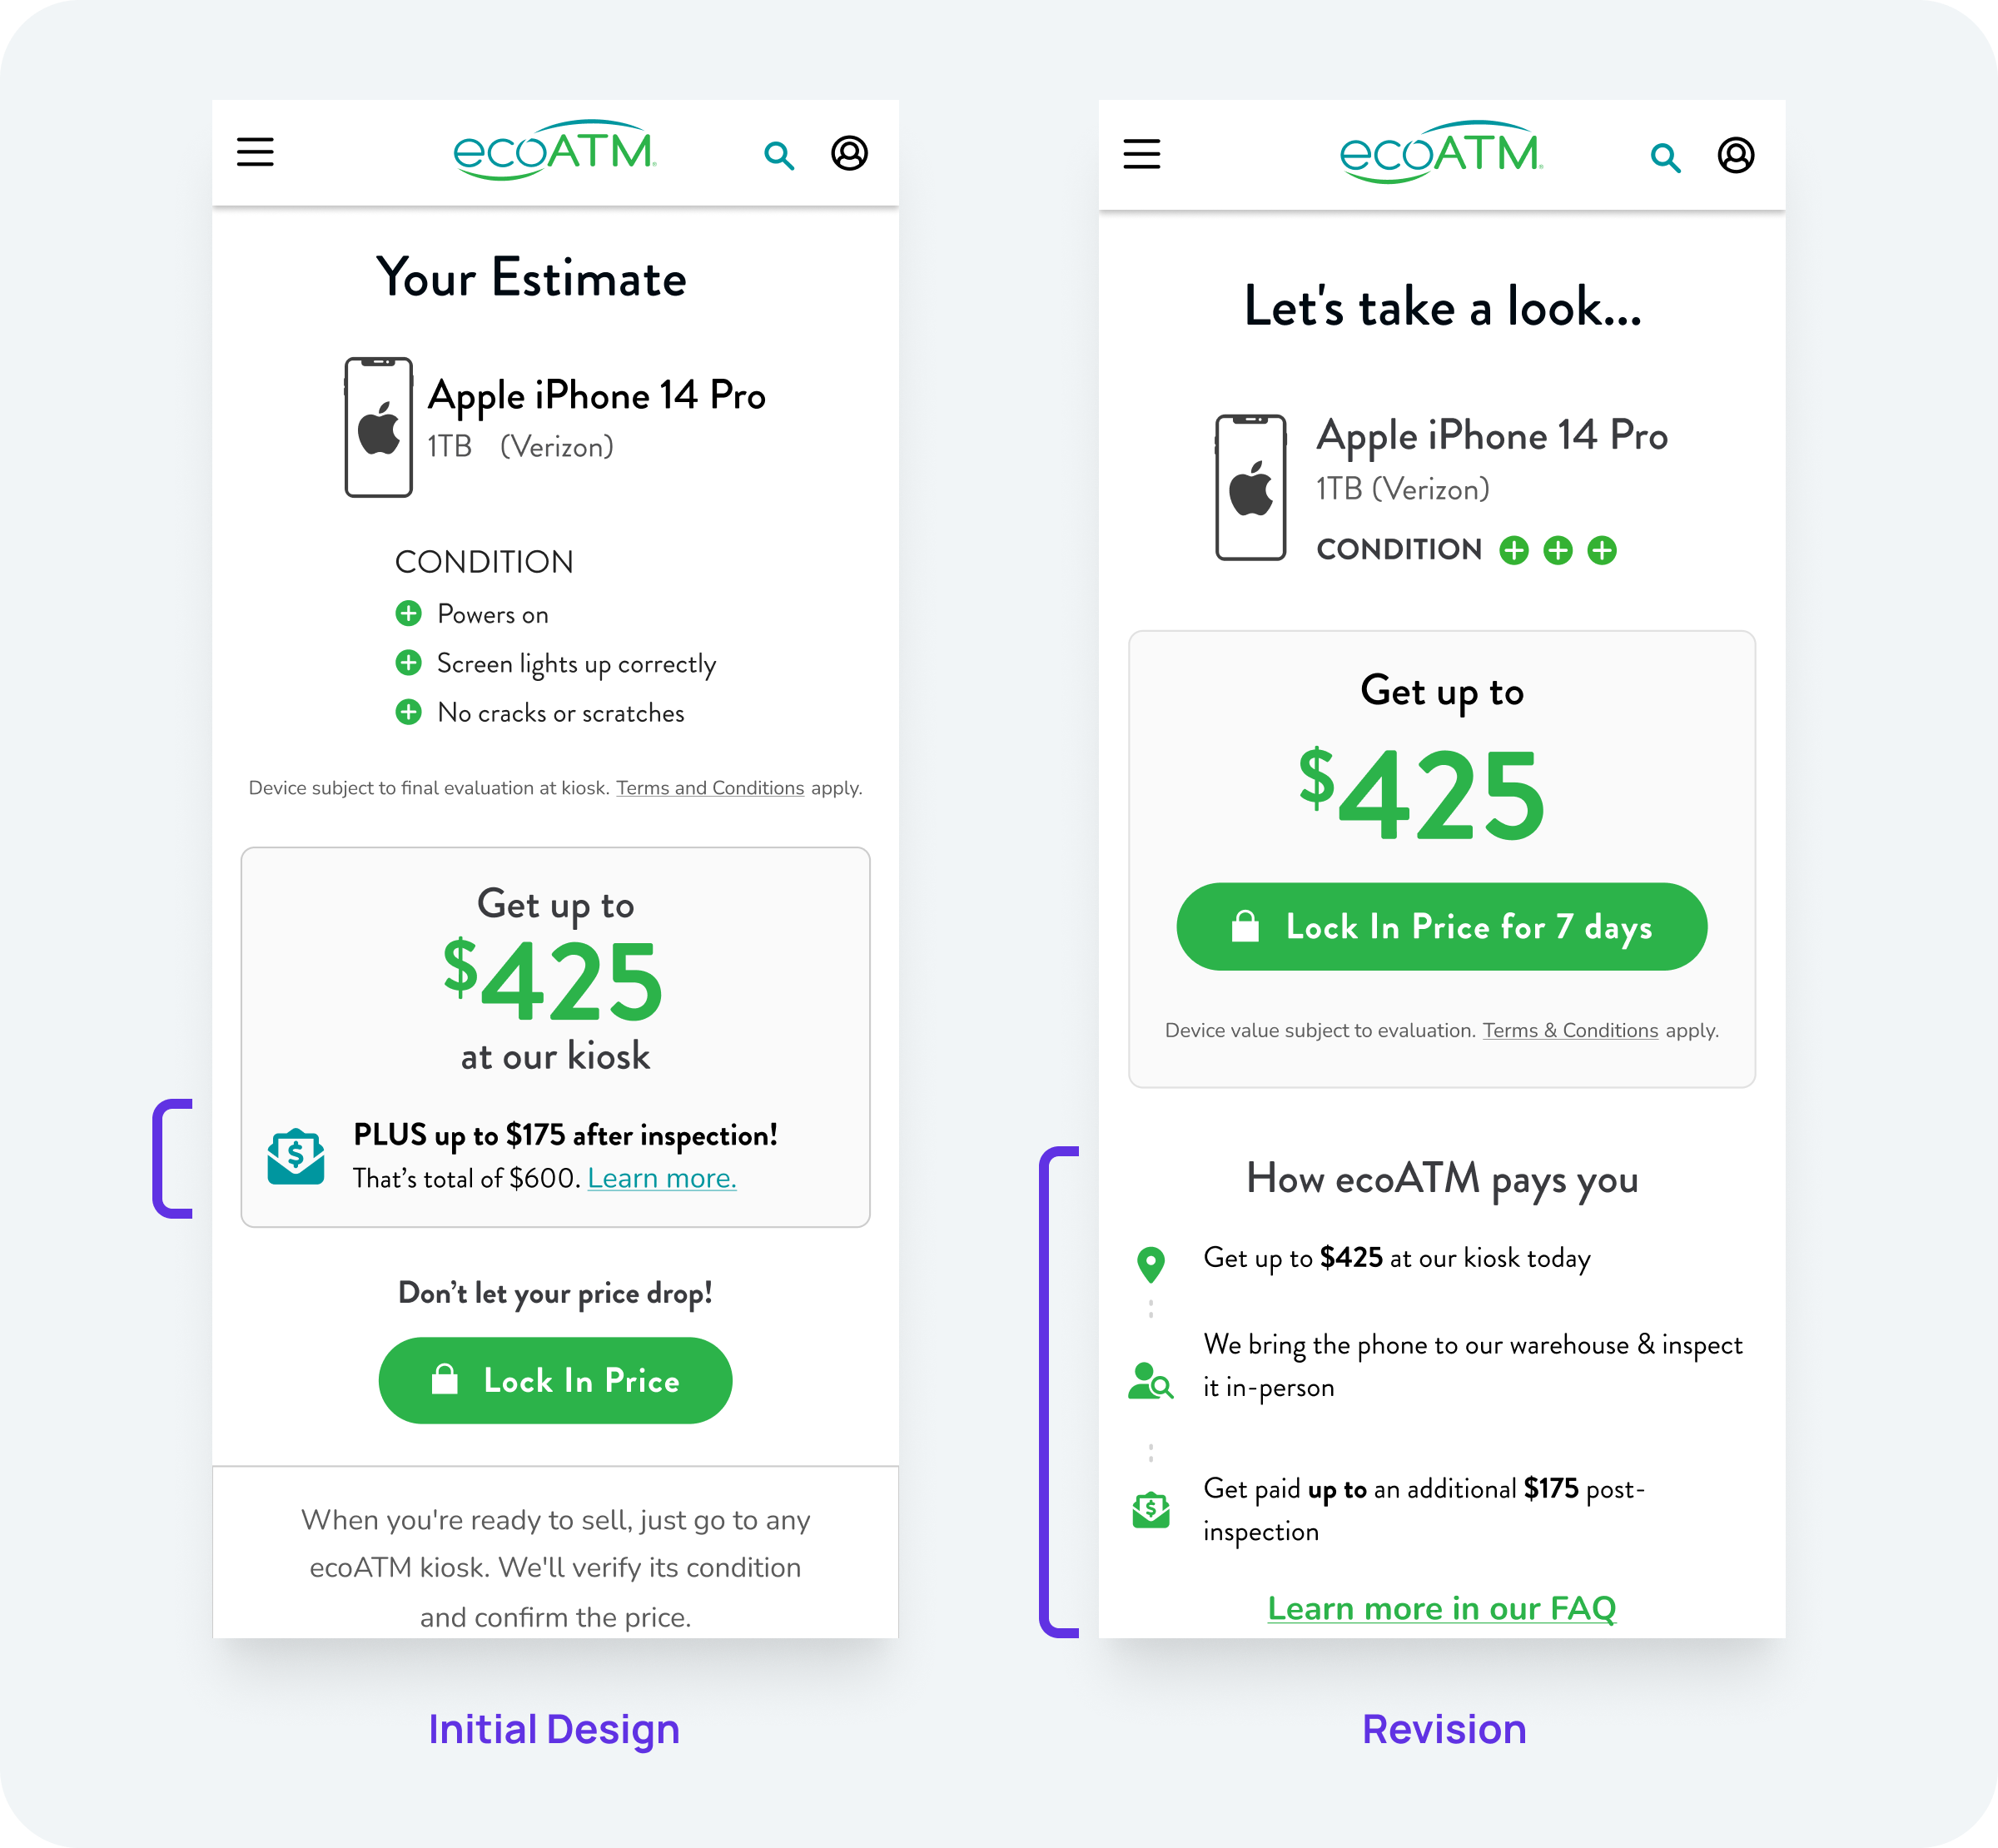 ecoATM
Your Estimate
Apple iPhone 14 Pro
1TB (Verizon)
CONDITION
Powers on
Screen lights up correctly
No cracks or scratches
Device subject to final evaluation at kiosk. Terms and Conditions apply.
Get up to
$425
at our kiosk
PLUS up to $175 after inspection!
That's total of $600. Learn more.
Don't let your price drop!
Lock In Price
When you're ready to sell, just go to any
ecoATM kiosk. We'll verify its condition
and confirm the price.
Initial Design
ecoATM
Let's take a look...
Apple iPhone 14 Pro
1TB (Verizon)
CONDITION
Get up to
$425
Lock In Price for 7 days
Device value subject to evaluation. Terms & Conditions apply.
How ecoATM pays you
Get up to $425 at our kiosk today
We bring the phone to our warehouse & inspect
it in-person
Get paid up to an additional $175 post-
inspection
Learn more in our FAQ
Revision